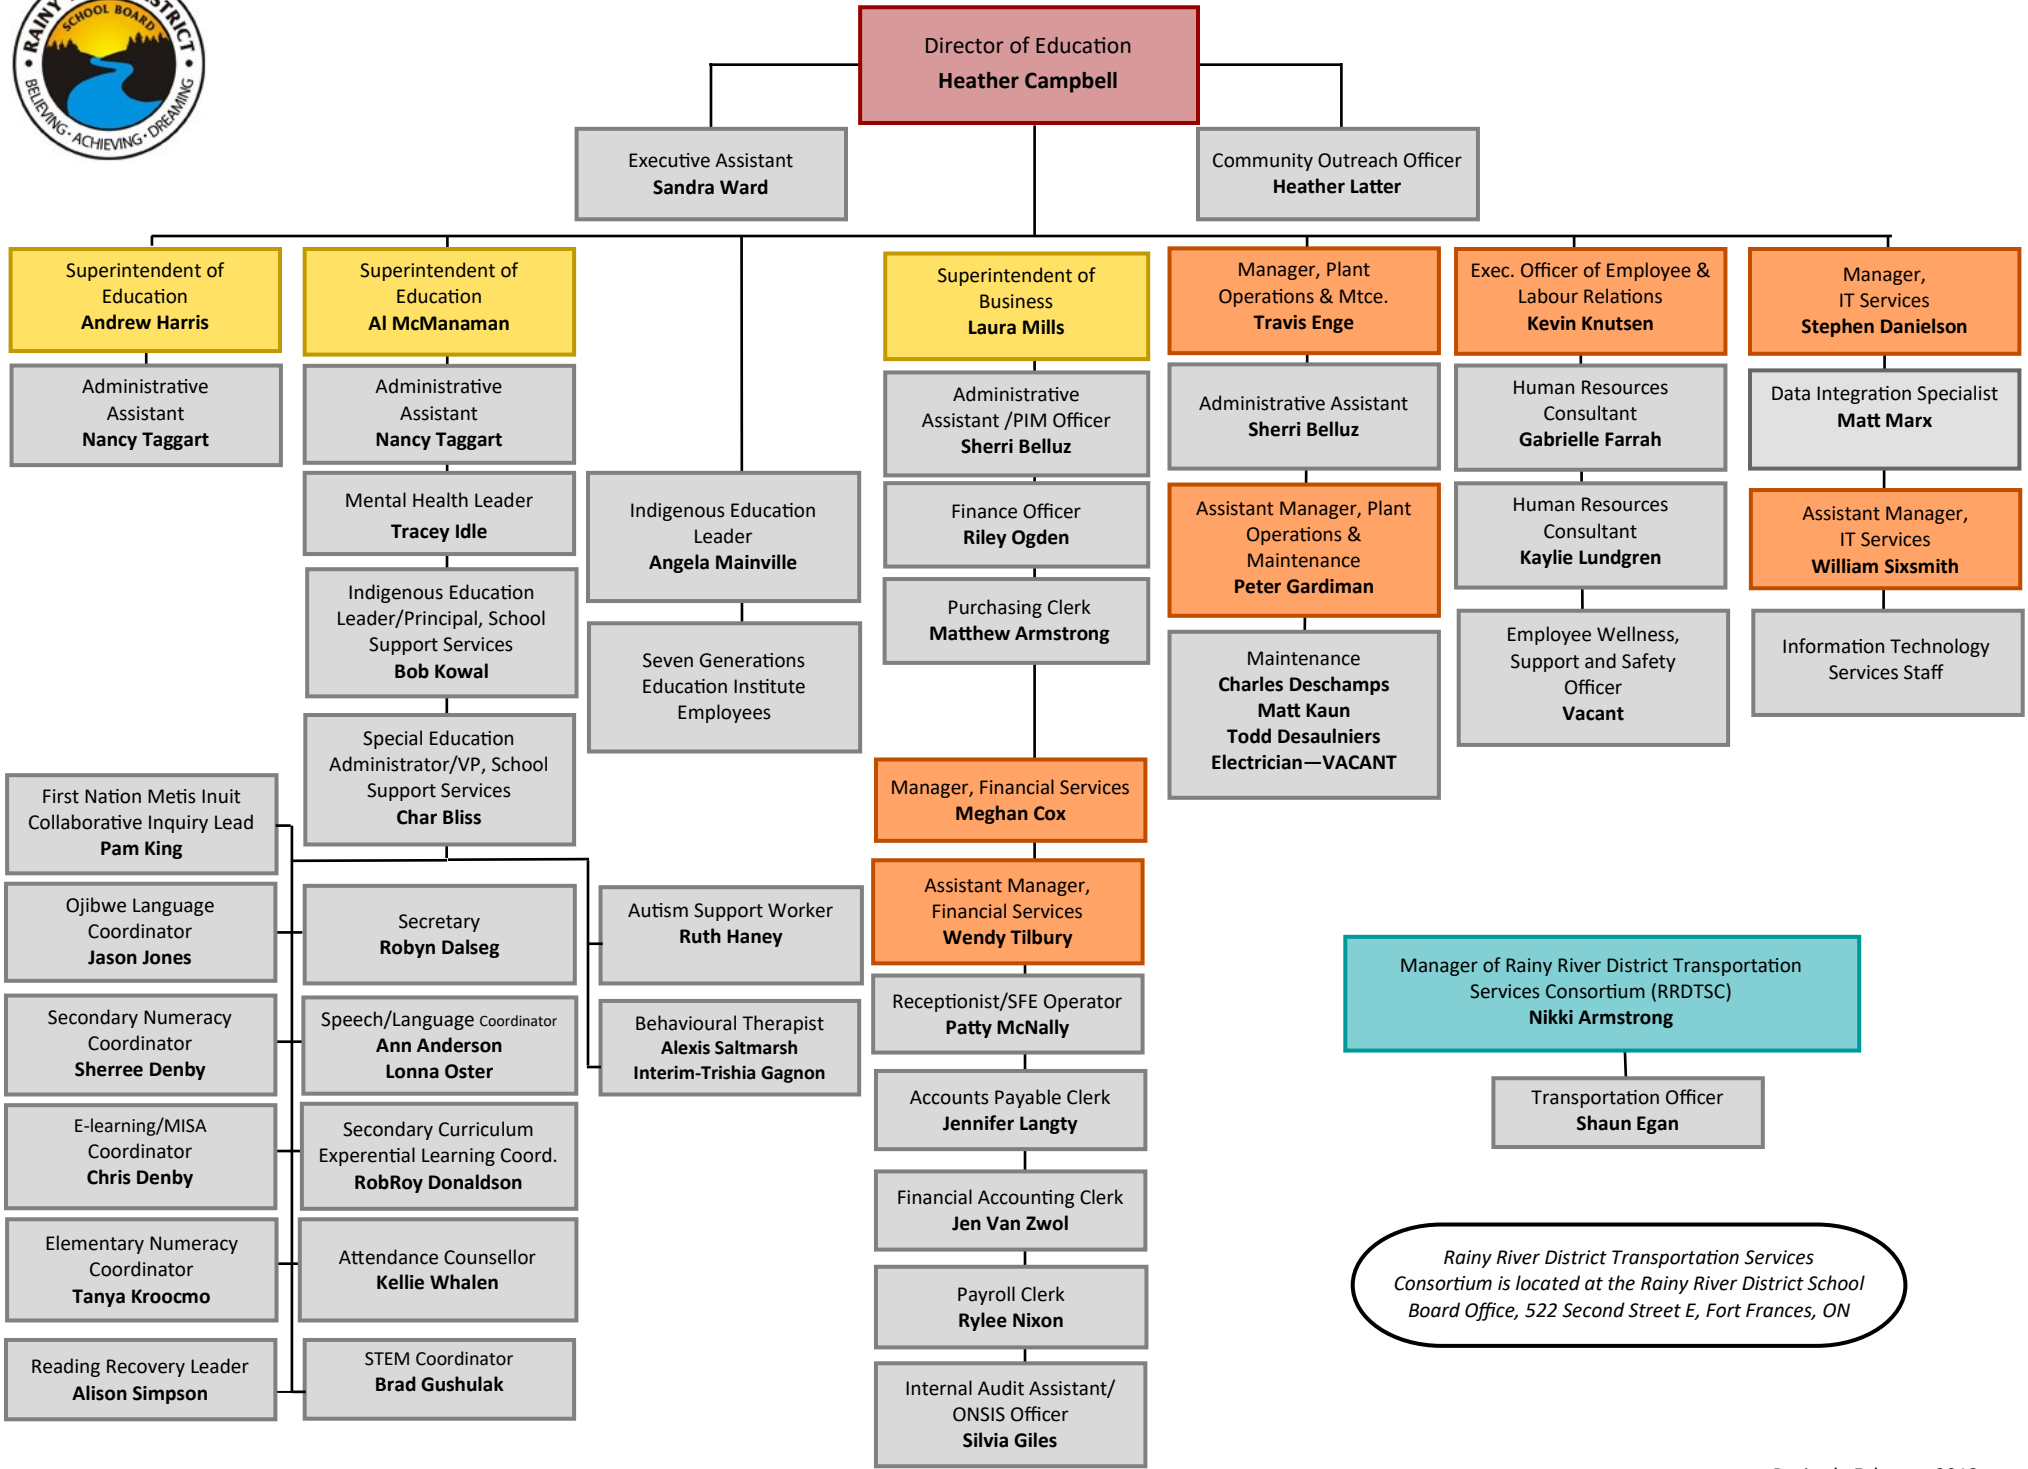 RAINY
DISTRICT
SCHOOL BOARD
BELIEVING · ACHIEVING · DREAMING
Director of Education
Heather Campbell
Executive Assistant
Sandra Ward
Community Outreach Officer
Heather Latter
Superintendent of
Education
Andrew Harris
Administrative
Assistant
Nancy Taggart
Superintendent of
Education
Al McManaman
Administrative
Assistant
Nancy Taggart
Mental Health Leader
Tracey Idle
Indigenous Education
Leader/Principal, School
Support Services
Bob Kowal
Special Education
Administrator/VP, School
Support Services
Char Bliss
First Nation Metis Inuit
Collaborative Inquiry Lead
Pam King
Ojibwe Language
Coordinator
Jason Jones
Secondary Numeracy
Coordinator
Sherree Denby
E-learning/MISA
Coordinator
Chris Denby
Elementary Numeracy
Coordinator
Tanya Kroocmo
Reading Recovery Leader
Alison Simpson
Secretary
Robyn Dalseg
Speech/Language Coordinator
Ann Anderson
Lonna Oster
Secondary Curriculum
Experential Learning Coord.
RobRoy Donaldson
Attendance Counsellor
Kellie Whalen
STEM Coordinator
Brad Gushulak
Autism Support Worker
Ruth Haney
Behavioural Therapist
Alexis Saltmarsh
Interim-Trishia Gagnon
Indigenous Education
Leader
Angela Mainville
Seven Generations
Education Institute
Employees
Superintendent of
Business
Laura Mills
Administrative
Assistant /PIM Officer
Sherri Belluz
Finance Officer
Riley Ogden
Purchasing Clerk
Matthew Armstrong
Manager, Financial Services
Meghan Cox
Assistant Manager,
Financial Services
Wendy Tilbury
Receptionist/SFE Operator
Patty McNally
Accounts Payable Clerk
Jennifer Langty
Financial Accounting Clerk
Jen Van Zwol
Payroll Clerk
Rylee Nixon
Internal Audit Assistant/
ONSIS Officer
Silvia Giles
Manager, Plant
Operations & Mtce.
Travis Enge
Administrative Assistant
Sherri Belluz
Assistant Manager, Plant
Operations &
Maintenance
Peter Gardiman
Maintenance
Charles Deschamps
Matt Kaun
Todd Desaulniers
Electrician—VACANT
Exec. Officer of Employee &
Labour Relations
Kevin Knutsen
Human Resources
Consultant
Gabrielle Farrah
Human Resources
Consultant
Kaylie Lundgren
Employee Wellness,
Support and Safety
Officer
Vacant
Manager,
IT Services
Stephen Danielson
Data Integration Specialist
Matt Marx
Assistant Manager,
IT Services
William Sixsmith
Information Technology
Services Staff
Manager of Rainy River District Transportation
Services Consortium (RRDTSC)
Nikki Armstrong
Transportation Officer
Shaun Egan
Rainy River District Transportation Services
Consortium is located at the Rainy River District School
Board Office, 522 Second Street E, Fort Frances, ON